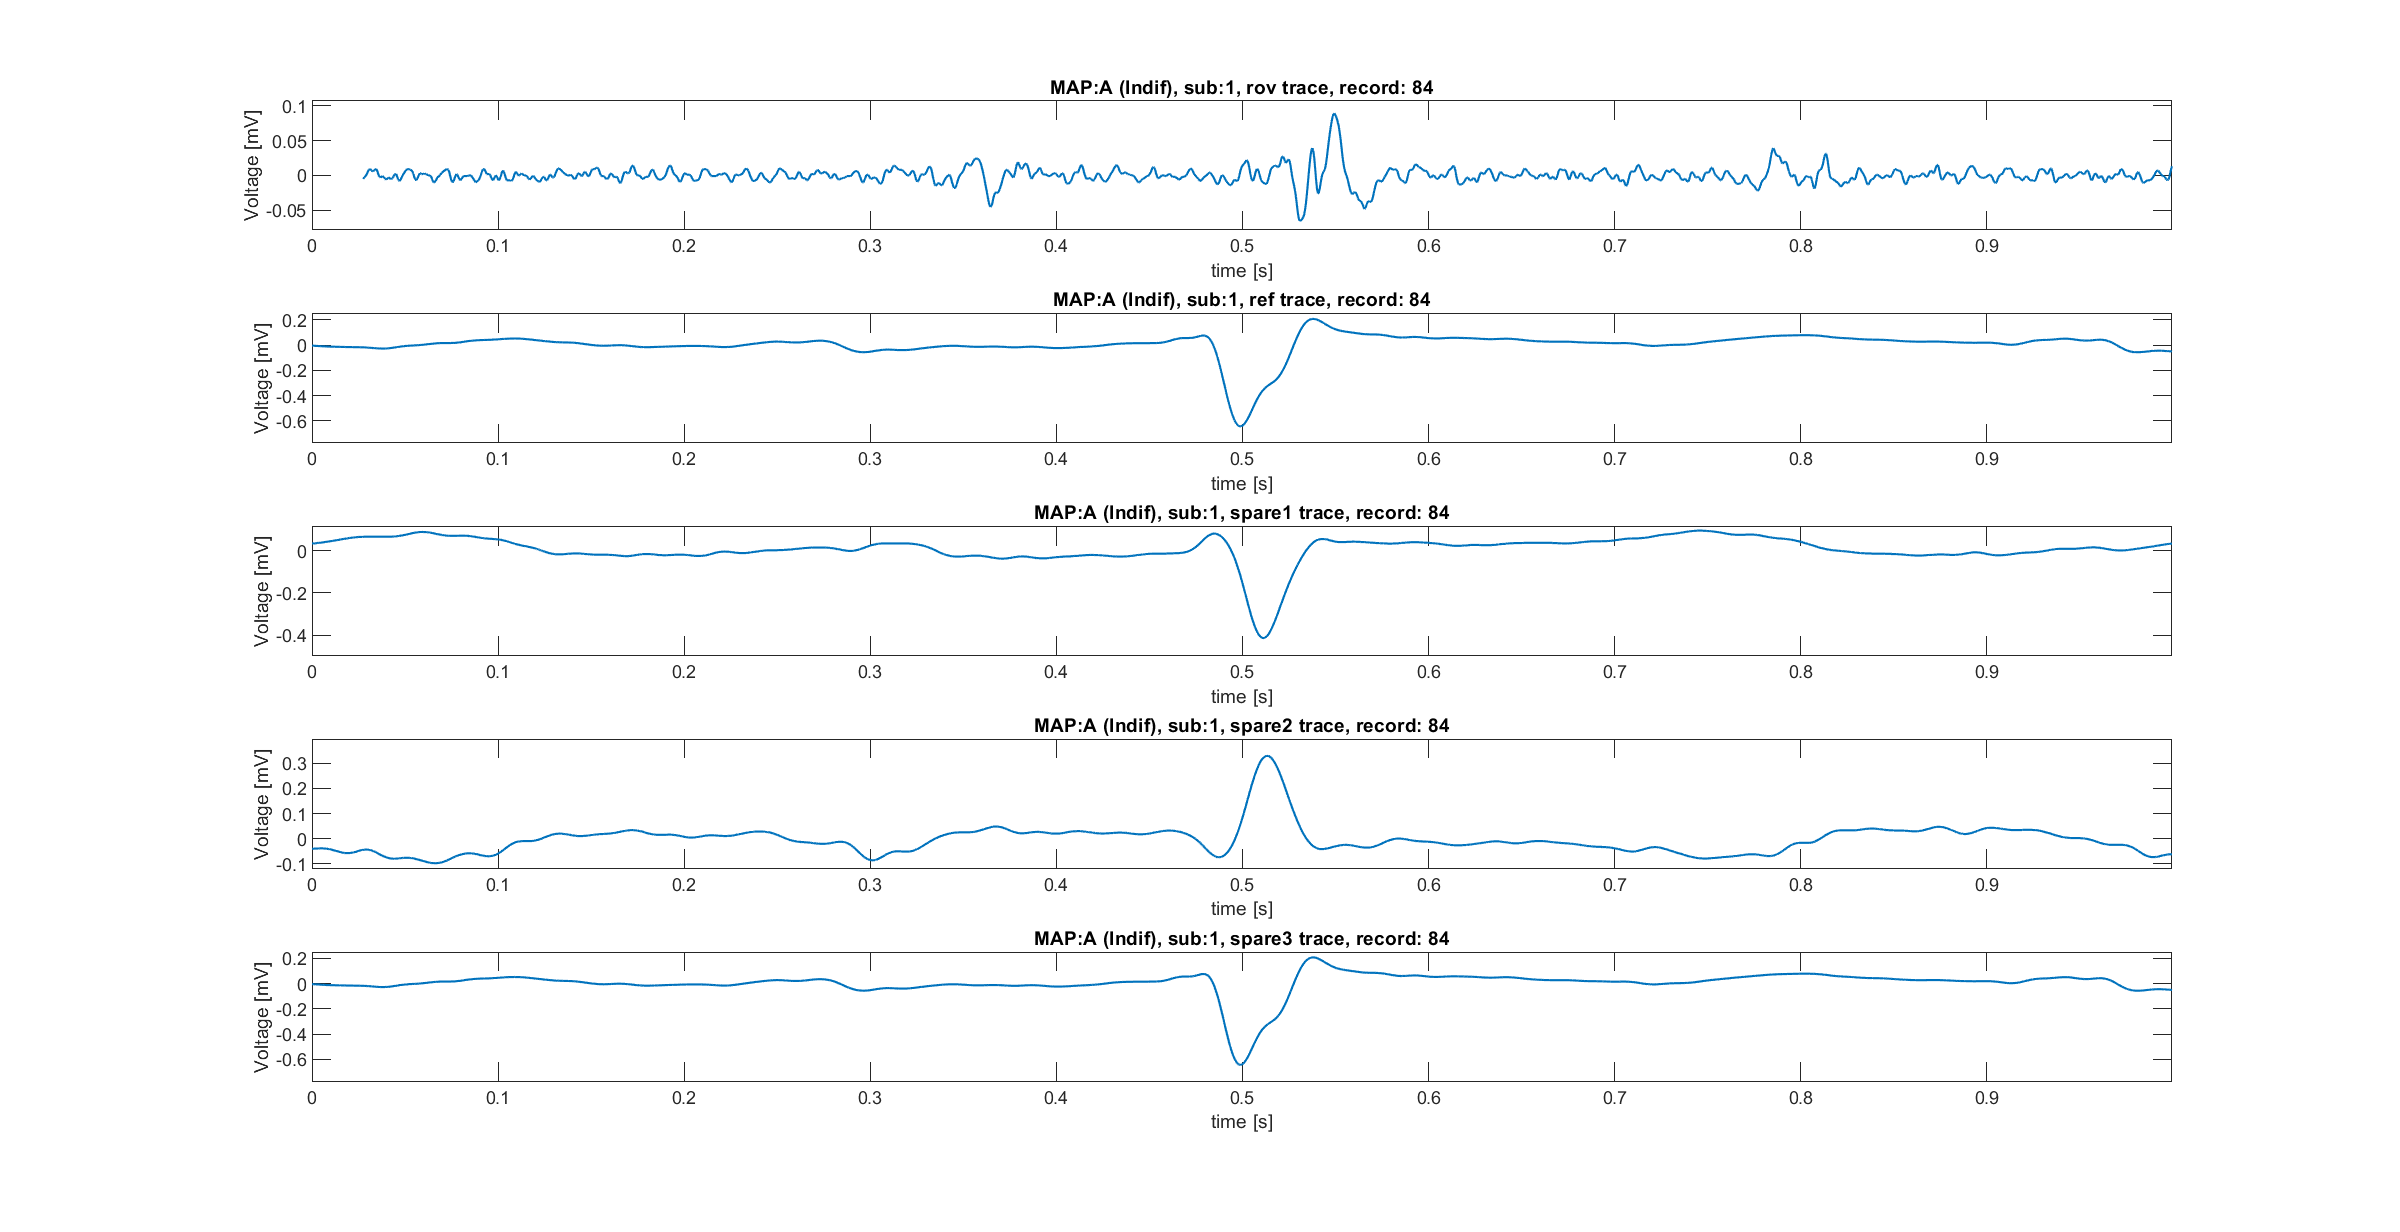 MAP:A (Indif), sub:1, rov trace, record: 84
Voltage [mV]
0.1
0.05
0
-0.05
0 0.1 0.2 0.3 0.4 0.5 0.6 0.7 0.8 0.9
time [s]
MAP:A (Indif), sub:1, ref trace, record: 84
Voltage [mV]
0.2
0
-0.2
-0.4
-0.6
0 0.1 0.2 0.3 0.4 0.5 0.6 0.7 0.8 0.9
time [s]
MAP:A (Indif), sub:1, spare1 trace, record: 84
Voltage [mV]
0
-0.2
-0.4
0 0.1 0.2 0.3 0.4 0.5 0.6 0.7 0.8 0.9
time [s]
MAP:A (Indif), sub:1, spare2 trace, record: 84
Voltage [mV]
0.3
0.2
0.1
0
-0.1
0 0.1 0.2 0.3 0.4 0.5 0.6 0.7 0.8 0.9
time [s]
MAP:A (Indif), sub:1, spare3 trace, record: 84
Voltage [mV]
0.2
0
-0.2
-0.4
-0.6
0 0.1 0.2 0.3 0.4 0.5 0.6 0.7 0.8 0.9
time [s]